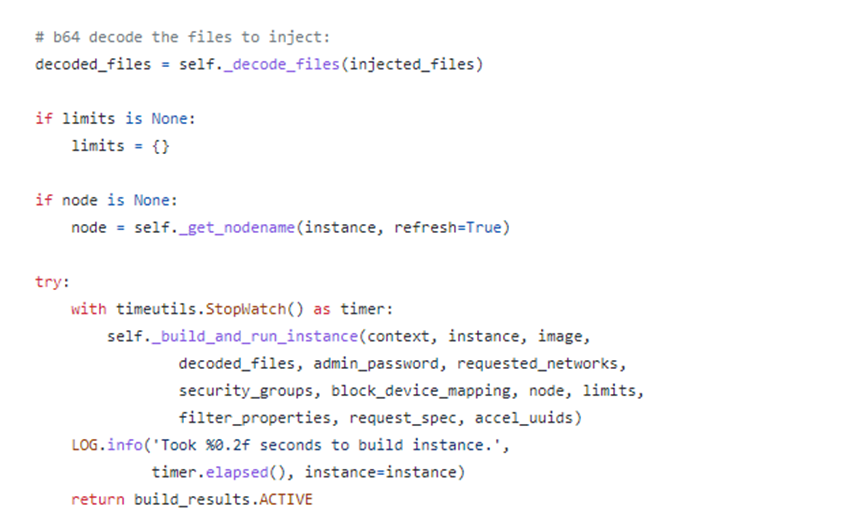 # b64 decode the files to inject:
decoded_files = self._decode_files(injected_files)
if limits is None:
limits = {}
if node is None:
node = self._get_nodename(instance, refresh=True)
try:
with timeutils.StopWatch() as timer:
self._build_and_run_instance(context, instance, image,
decoded_files, admin_password, requested_networks,
security_groups, block_device_mapping, node, limits,
filter_properties, request_spec, accel_uuids)
LOG.info('Took %0.2f seconds to build instance.',
timer.elapsed(), instance=instance)
return build_results.ACTIVE